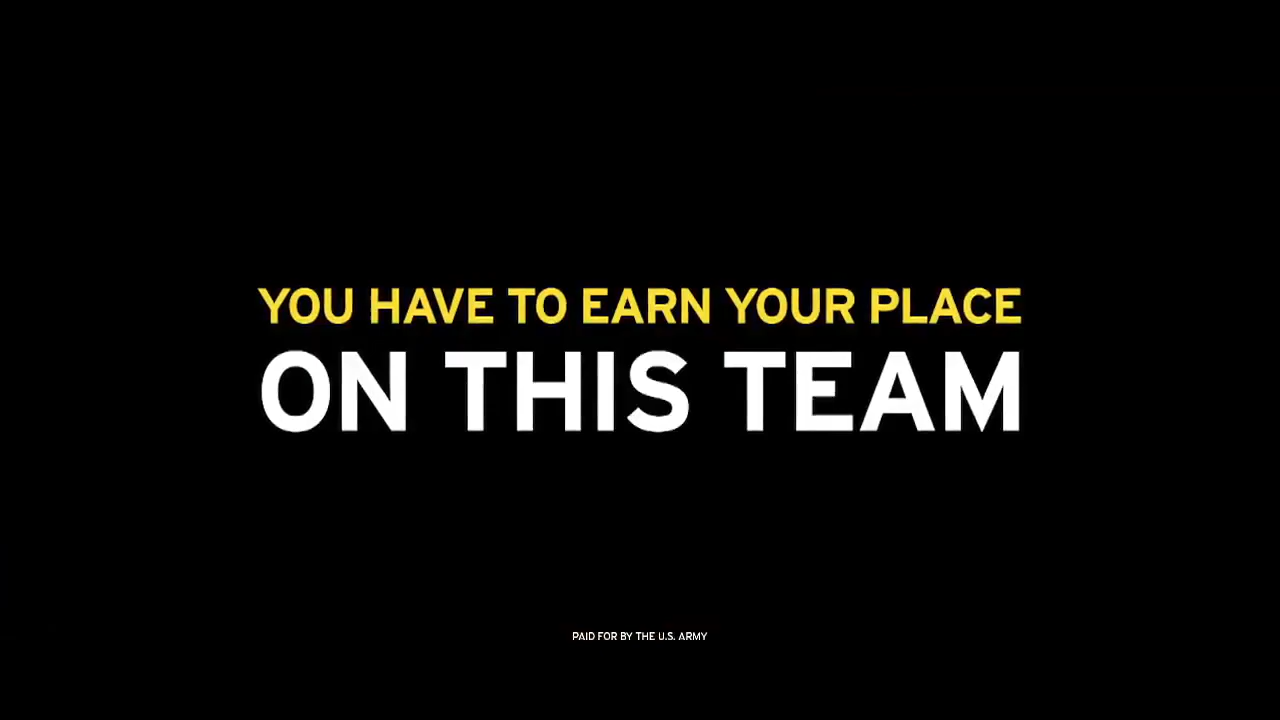 YOU HAVE TO EARN YOUR PLACE
ON THIS TEAM
PAID FOR BY THE U.S. ARMY